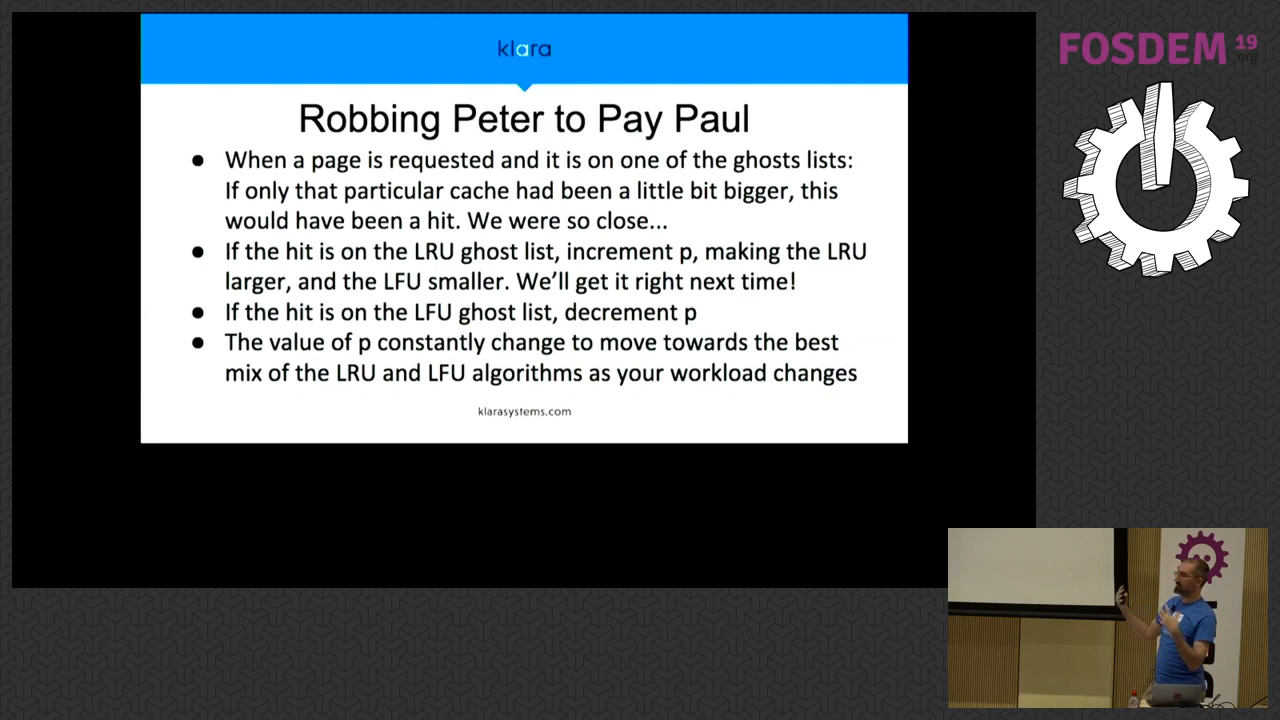 klara
FOSDEM 19
.org
Robbing Peter to Pay Paul
● When a page is requested and it is on one of the ghosts lists:
If only that particular cache had been a little bit bigger, this
would have been a hit. We were so close...
● If the hit is on the LRU ghost list, increment p, making the LRU
larger, and the LFU smaller. We'll get it right next time!
● If the hit is on the LFU ghost list, decrement p
● The value of p constantly change to move towards the best
mix of the LRU and LFU algorithms as your workload changes
klarasystems.com